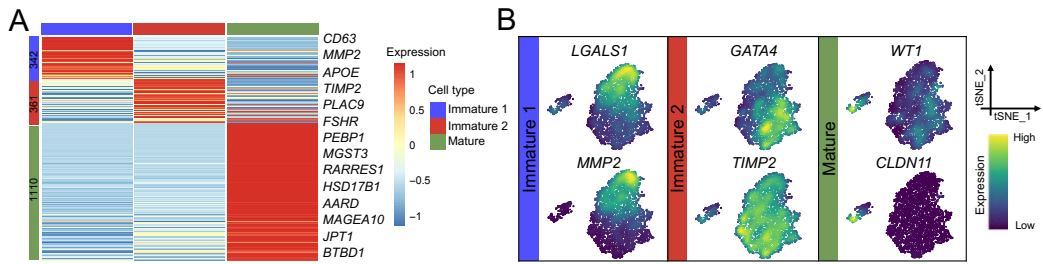 A
342
361
1110
CD63
MMP2
APOE
TIMP2
PLAC9
FSHR
PEBP1
MGST3
RARRES1
HSD17B1
AARD
MAGEA10
JPT1
BTBD1
Expression
1
0.5
0
−0.5
−1
Cell type
Immature 1
Immature 2
Mature
B
Immature 1
LGALS1
MMP2
Immature 2
GATA4
TIMP2
Mature
WT1
CLDN11
tSNE_2
tSNE_1
Expression
High
Low